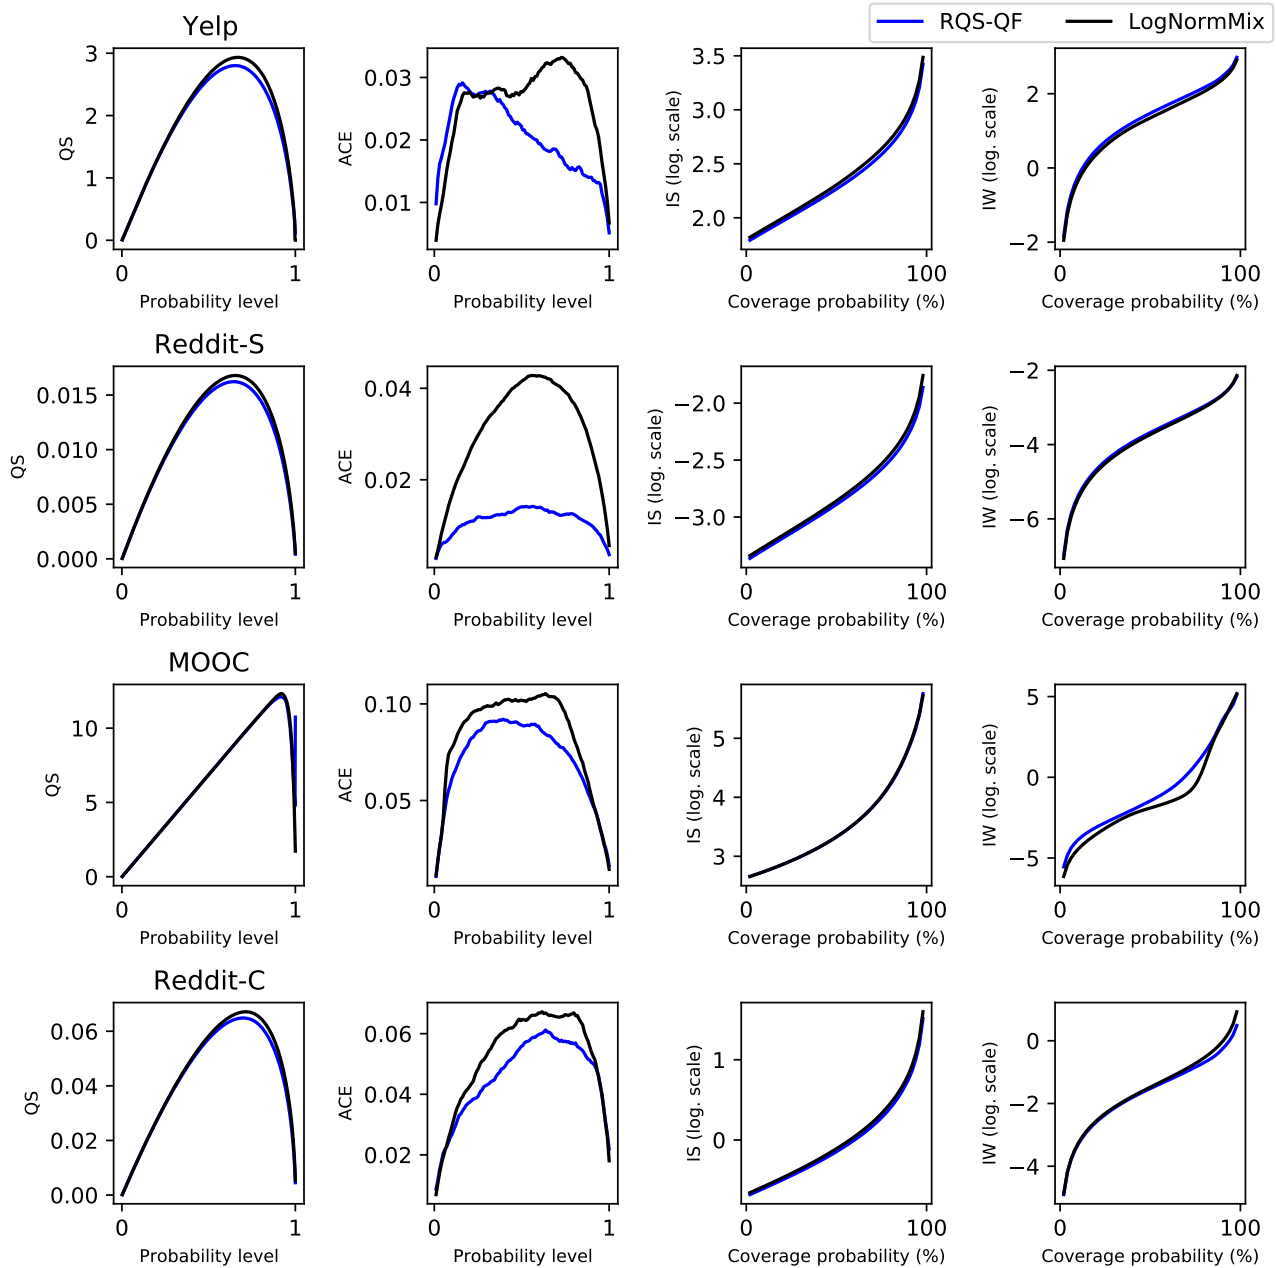 RQS-QF LogNormMix
Yelp
3
2
1
0
QS
0 1
Probability level
0.03
0.02
0.01
ACE
0 1
Probability level
3.5
3.0
2.5
2.0
IS (log. scale)
0 100
Coverage probability (%)
2
0
−2
IW (log. scale)
0 100
Coverage probability (%)
Reddit-S
0.015
0.010
0.005
0.000
QS
0 1
Probability level
0.04
0.02
ACE
0 1
Probability level
−2.0
−2.5
−3.0
IS (log. scale)
0 100
Coverage probability (%)
−2
−4
−6
IW (log. scale)
0 100
Coverage probability (%)
MOOC
10
5
0
QS
0 1
Probability level
0.10
0.05
ACE
0 1
Probability level
5
4
3
IS (log. scale)
0 100
Coverage probability (%)
5
0
−5
IW (log. scale)
0 100
Coverage probability (%)
Reddit-C
0.06
0.04
0.02
0.00
QS
0 1
Probability level
0.06
0.04
0.02
ACE
0 1
Probability level
1
0
IS (log. scale)
0 100
Coverage probability (%)
0
−2
−4
IW (log. scale)
0 100
Coverage probability (%)